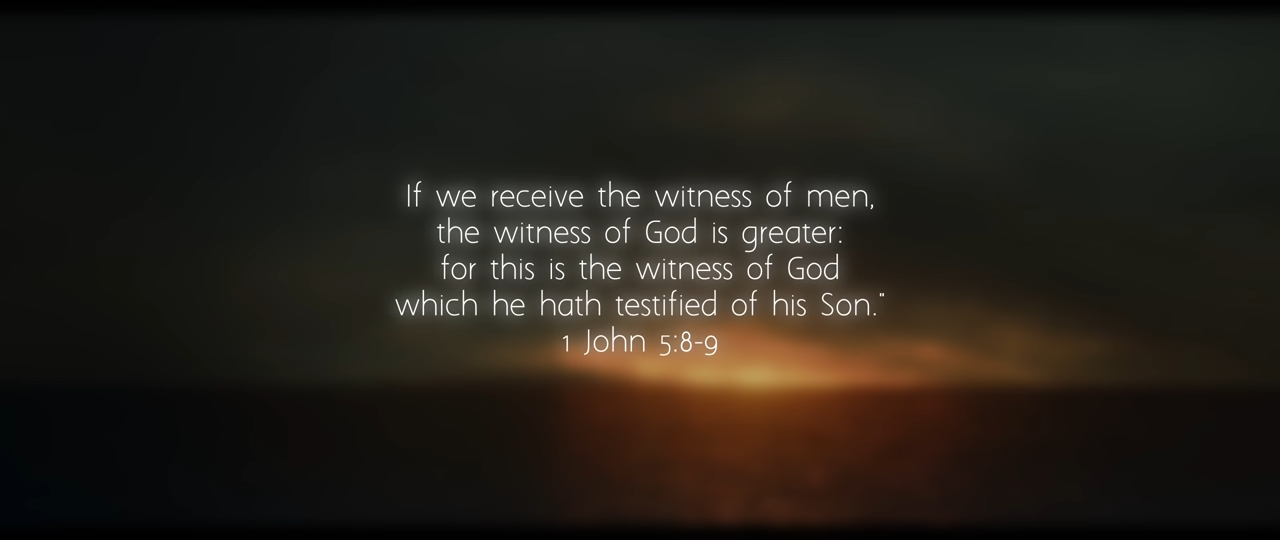 If we receive the witness of men,
the witness of God is greater:
for this is the witness of God
which he hath testified of his Son."
1 John 5:8-9